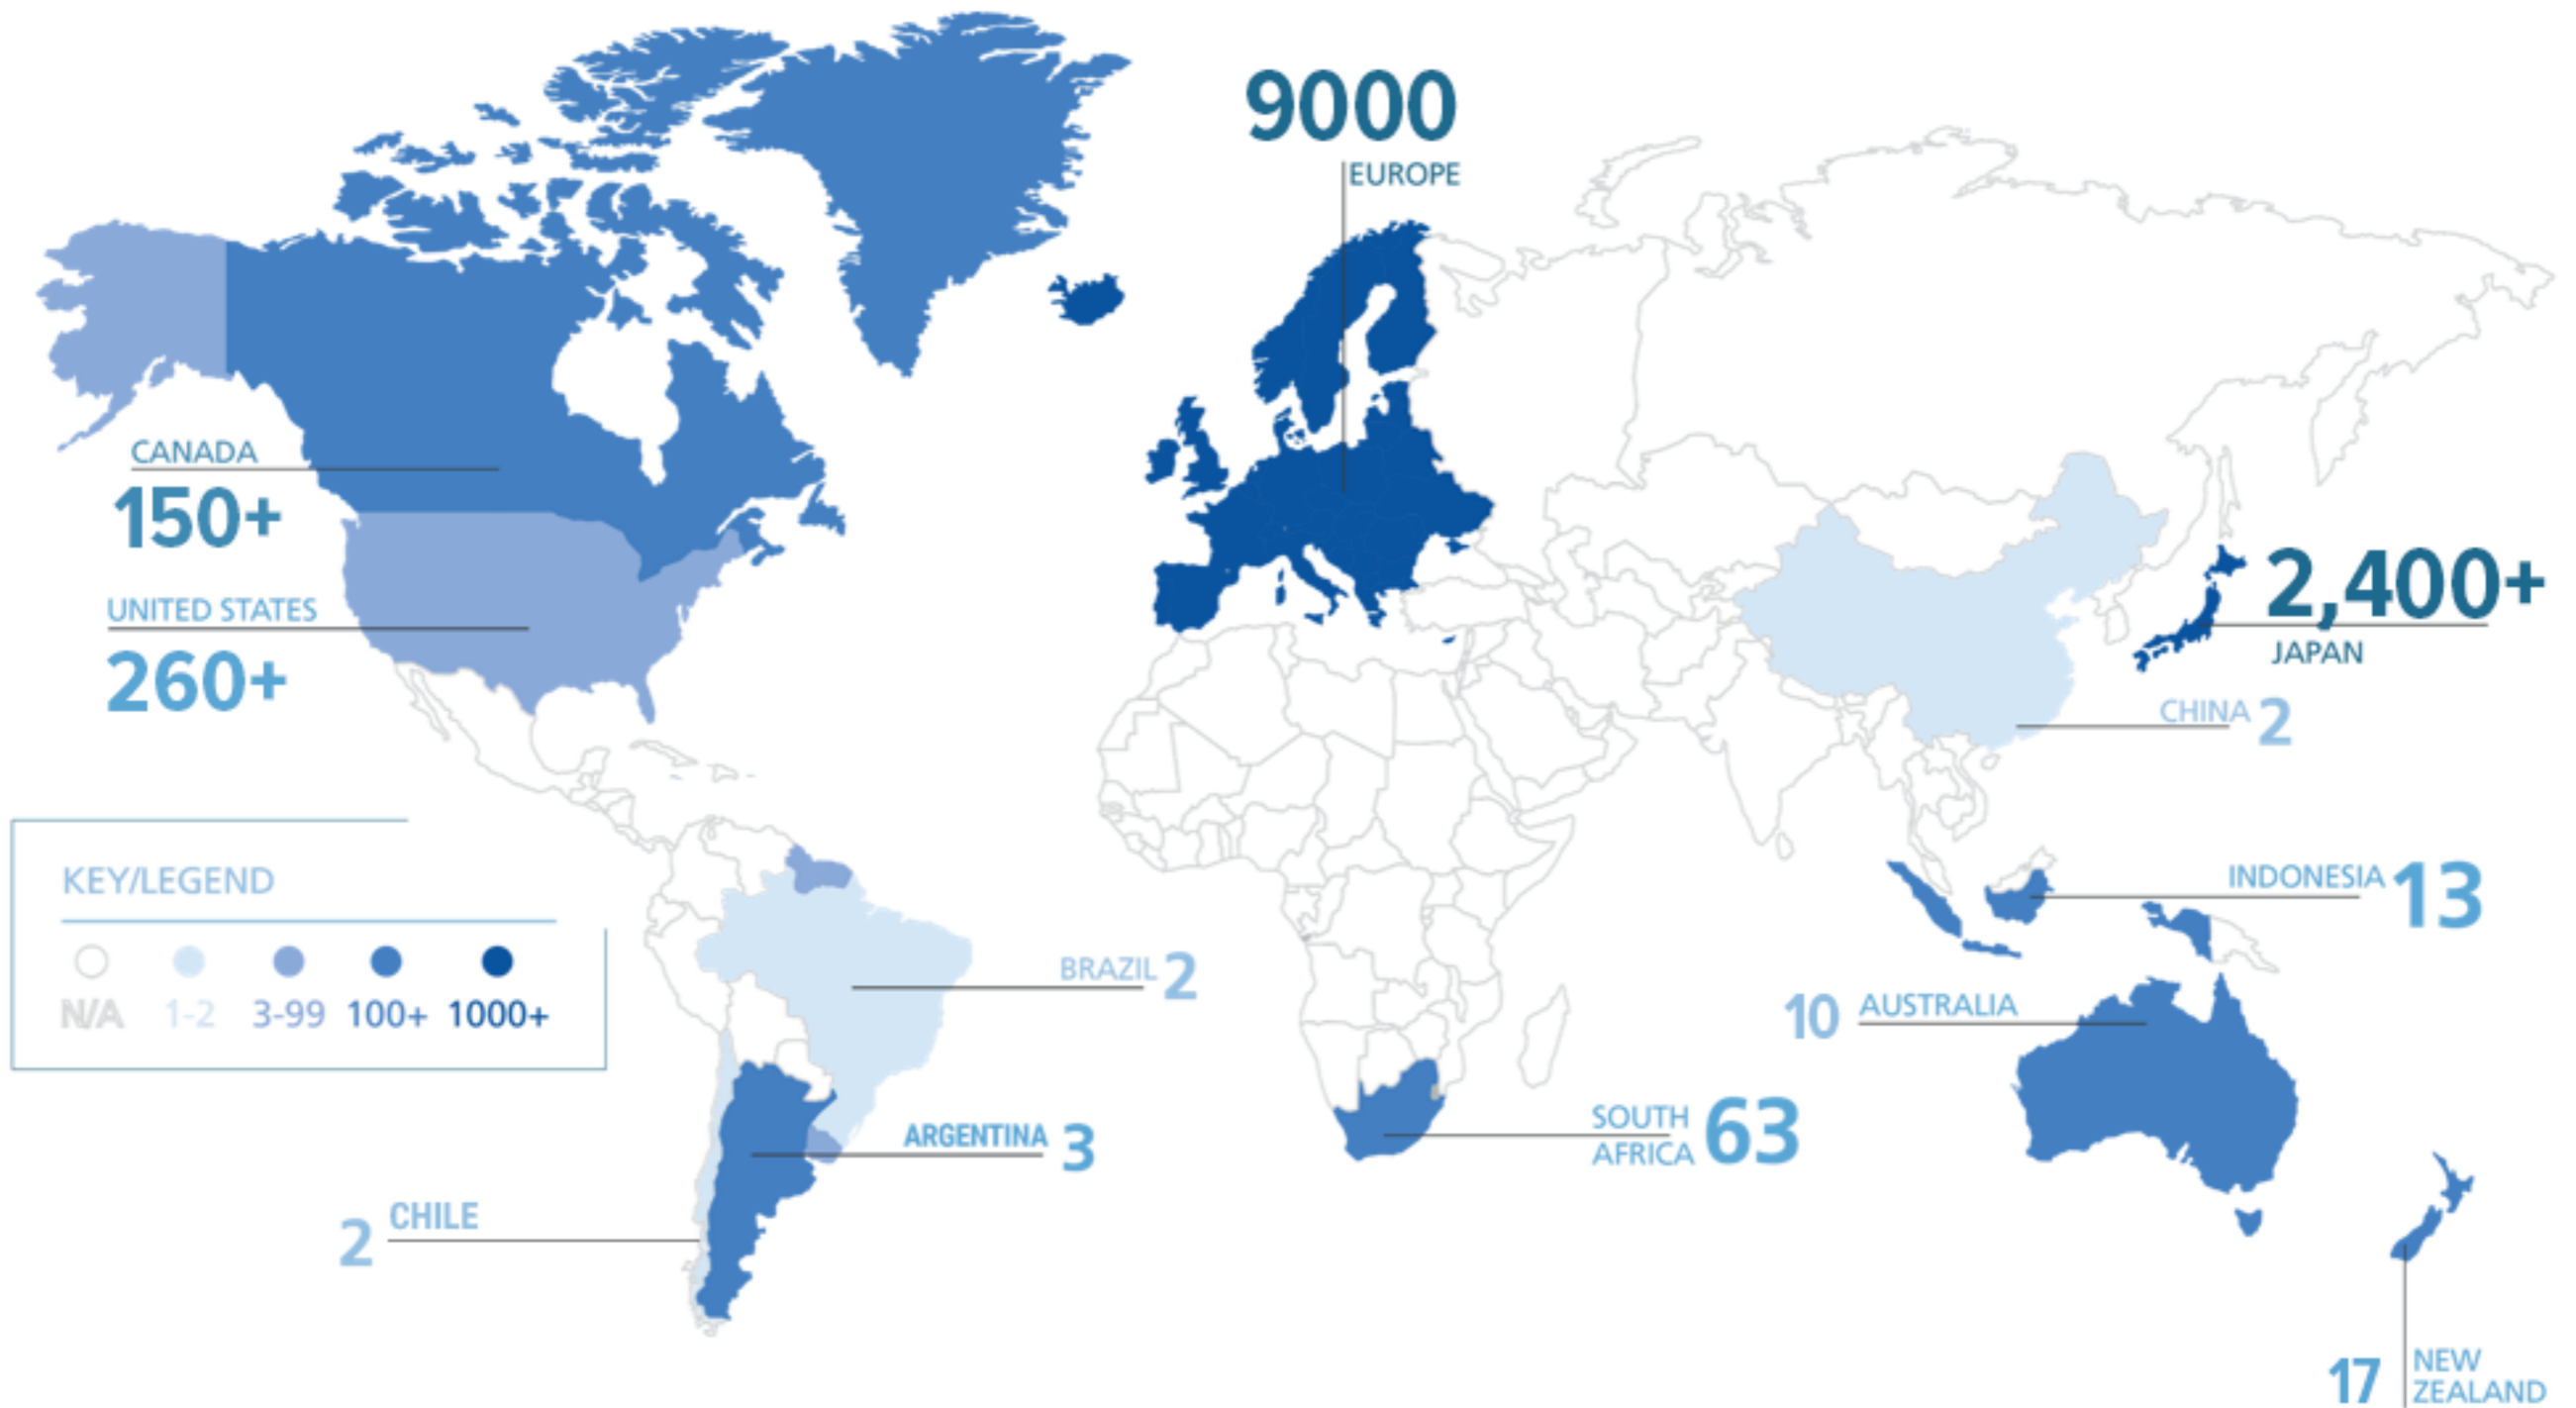 9000
EUROPE
CANADA
150+
UNITED STATES
260+
2,400+
JAPAN
CHINA 2
KEY/LEGEND
N/A 1-2 3-99 100+ 1000+
INDONESIA 13
BRAZIL 2
10 AUSTRALIA
ARGENTINA 3
SOUTH
AFRICA 63
2 CHILE
17 NEW
ZEALAND